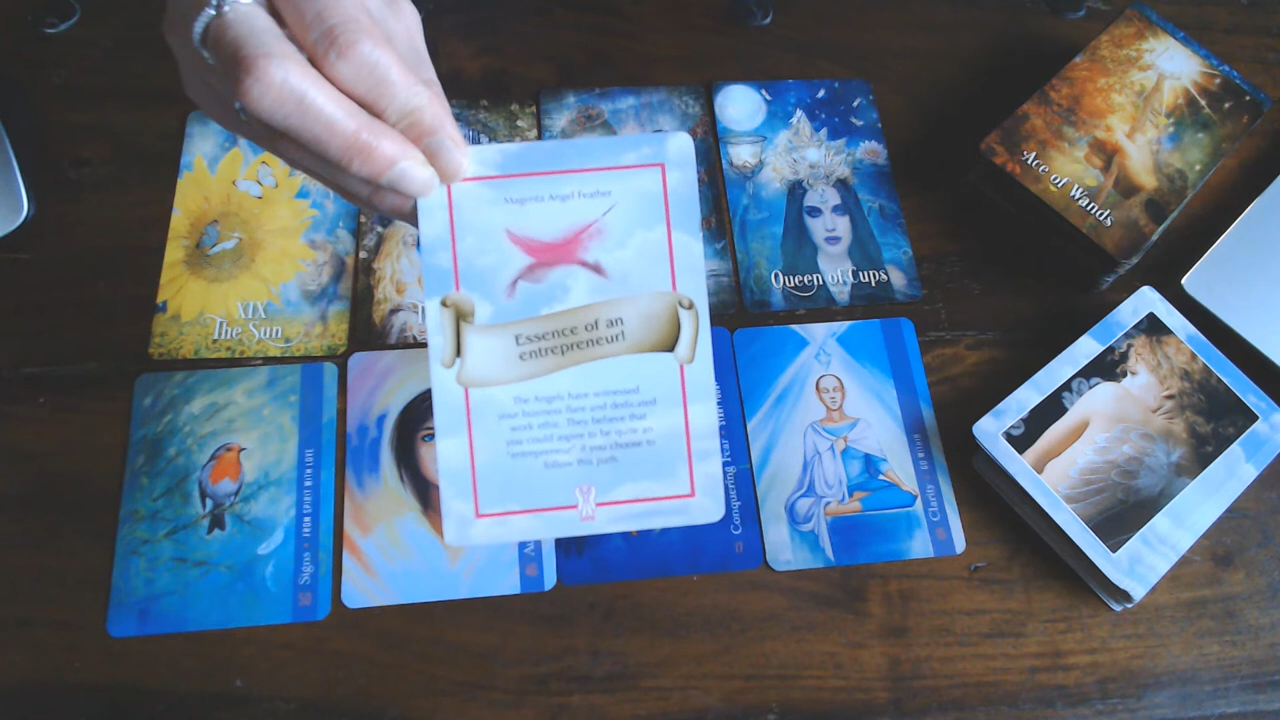 Magenta Angel Feather
Essence of an
entrepreneur!
The Angels have witnessed
your business flare and dedicated
work ethic. They believe that
you could aspire to be quite an
"entrepreneur" if you choose to
follow this path.
XIX
The Sun
Queen of Cups
Ace of Wands
Signs FROM SPIRIT WITH LOVE
Conquering Fear
Clarity GO WITHIN